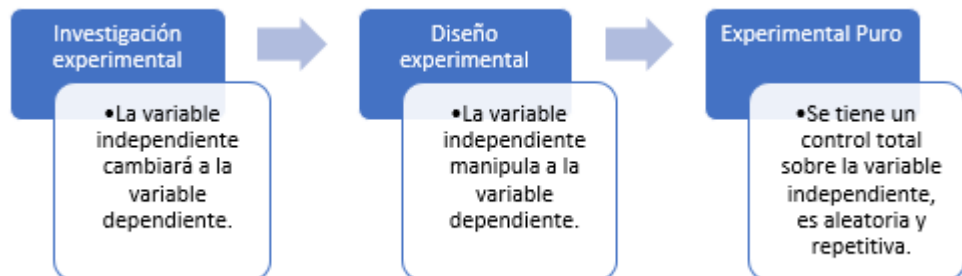 Investigación
experimental
•La variable
independiente
cambiará a la
variable
dependiente.
Diseño
experimental
•La variable
independiente
manipula a la
variable
dependiente.
Experimental Puro
•Se tiene un
control total
sobre la variable
independiente,
es aleatoria y
repetitiva.